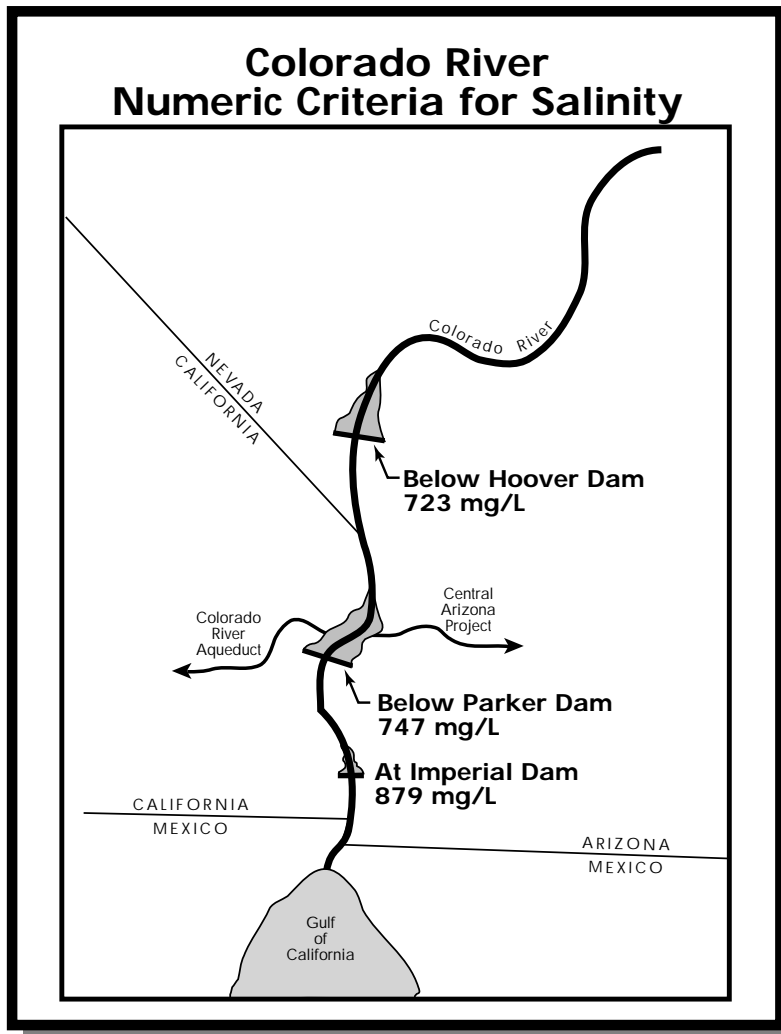 Colorado River
Numeric Criteria for Salinity
Colorado River
NEVADA
CALIFORNIA
Below Hoover Dam
723 mg/L
Colorado
River
Aqueduct
Central
Arizona
Project
Below Parker Dam
747 mg/L
At Imperial Dam
879 mg/L
CALIFORNIA
MEXICO
ARIZONA
MEXICO
Gulf
of
California